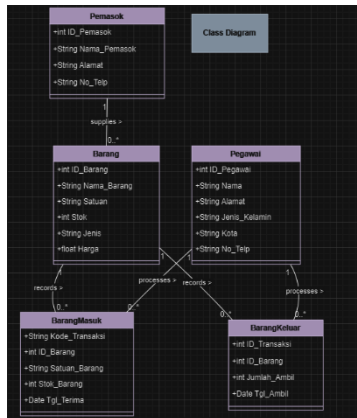 Pemasok
+int ID_Pemasok
+String Nama_Pemasok
+String Alamat
+String No_Telp
Class Diagram
1
supplies >
0..*
Barang
+int ID_Barang
+String Nama_Barang
+String Satuan
+int Stok
+String Jenis
+float Harga
Pegawai
+int ID_Pegawai
+String Nama
+String Alamat
+String Jenis_Kelamin
+String Kota
+String No_Telp
1
1
1
1
records >
processes >
records >
processes >
0..*
0..*
0..*
0..*
BarangMasuk
+String Kode_Transaksi
+int ID_Barang
+String Satuan_Barang
+int Stok_Barang
+Date Tgl_Terima
BarangKeluar
+int ID_Transaksi
+int ID_Barang
+int Jumlah_Ambil
+Date Tgl_Ambil